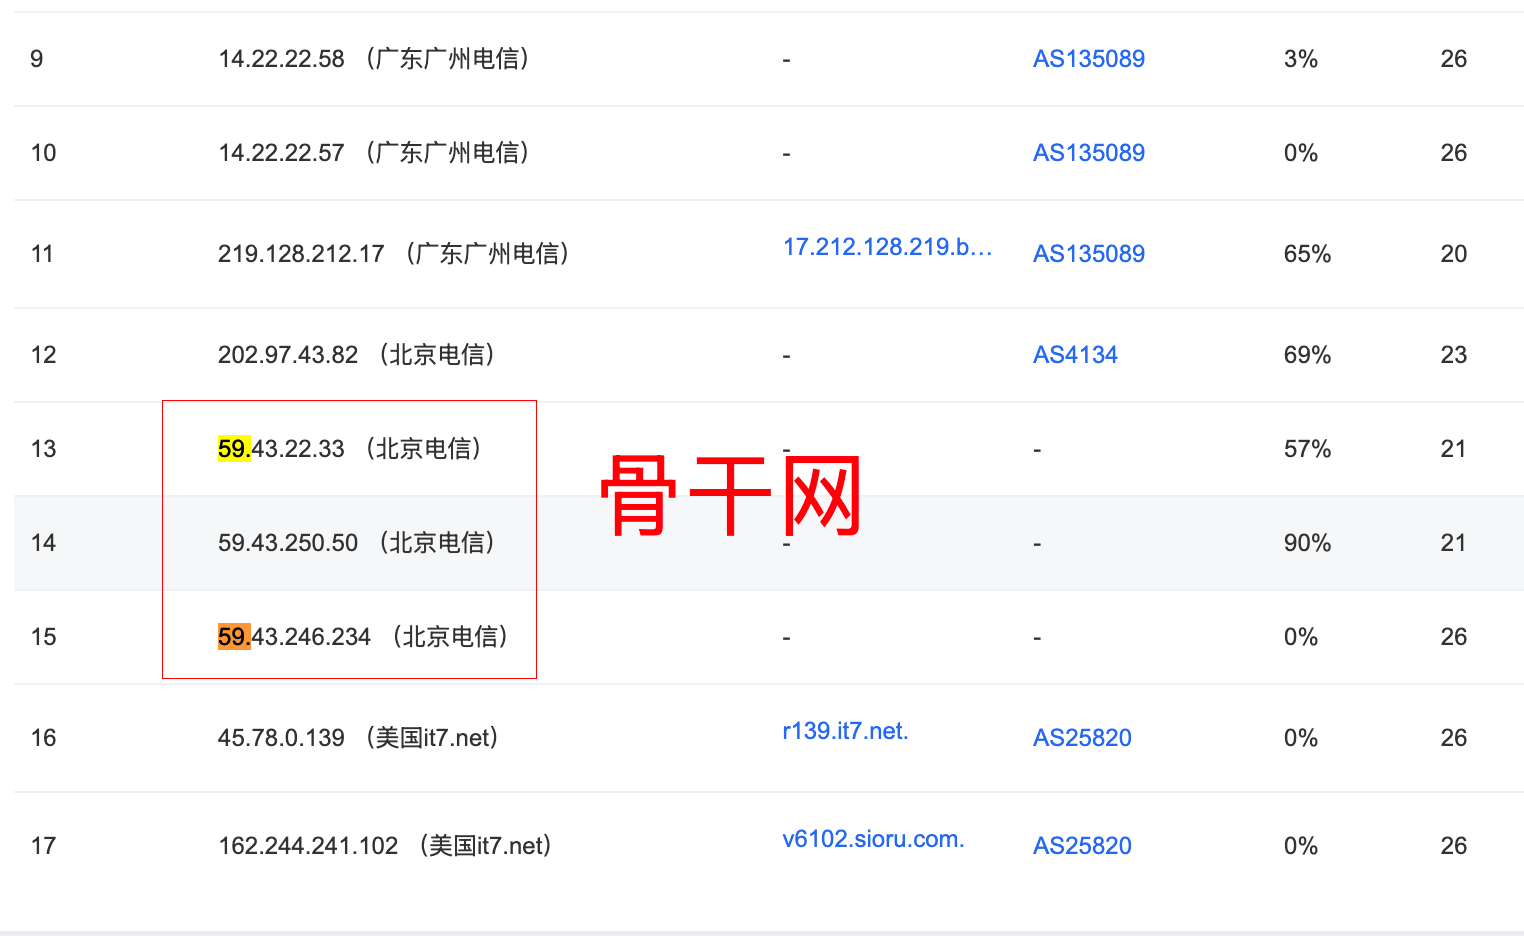 9 14.22.22.58 （广东广州电信） - AS135089 3% 26
10 14.22.22.57 （广东广州电信） - AS135089 0% 26
11 219.128.212.17 （广东广州电信） 17.212.128.219.b... AS135089 65% 20
12 202.97.43.82 （北京电信） - AS4134 69% 23
13 59.43.22.33 （北京电信） - - 57% 21
骨干网
14 59.43.250.50 （北京电信） - - 90% 21
15 59.43.246.234 （北京电信） - - 0% 26
16 45.78.0.139 （美国it7.net） r139.it7.net. AS25820 0% 26
17 162.244.241.102 （美国it7.net） v6102.sioru.com. AS25820 0% 26